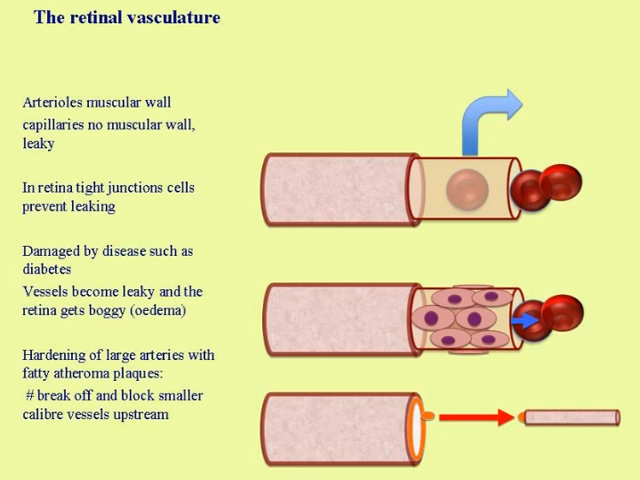 The retinal vasculature
Arterioles muscular wall
capillaries no muscular wall,
leaky
In retina tight junctions cells
prevent leaking
Damaged by disease such as
diabetes
Vessels become leaky and the
retina gets boggy (oedema)
Hardening of large arteries with
fatty atheroma plaques:
# break off and block smaller
calibre vessels upstream